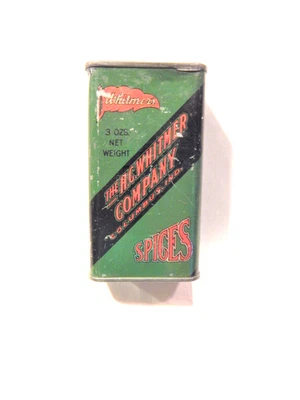 Whitmer's
3 OZS.
NET
WEIGHT
THE H.C. WHITMER
COMPANY
COLUMBUS, IND.
SPICES